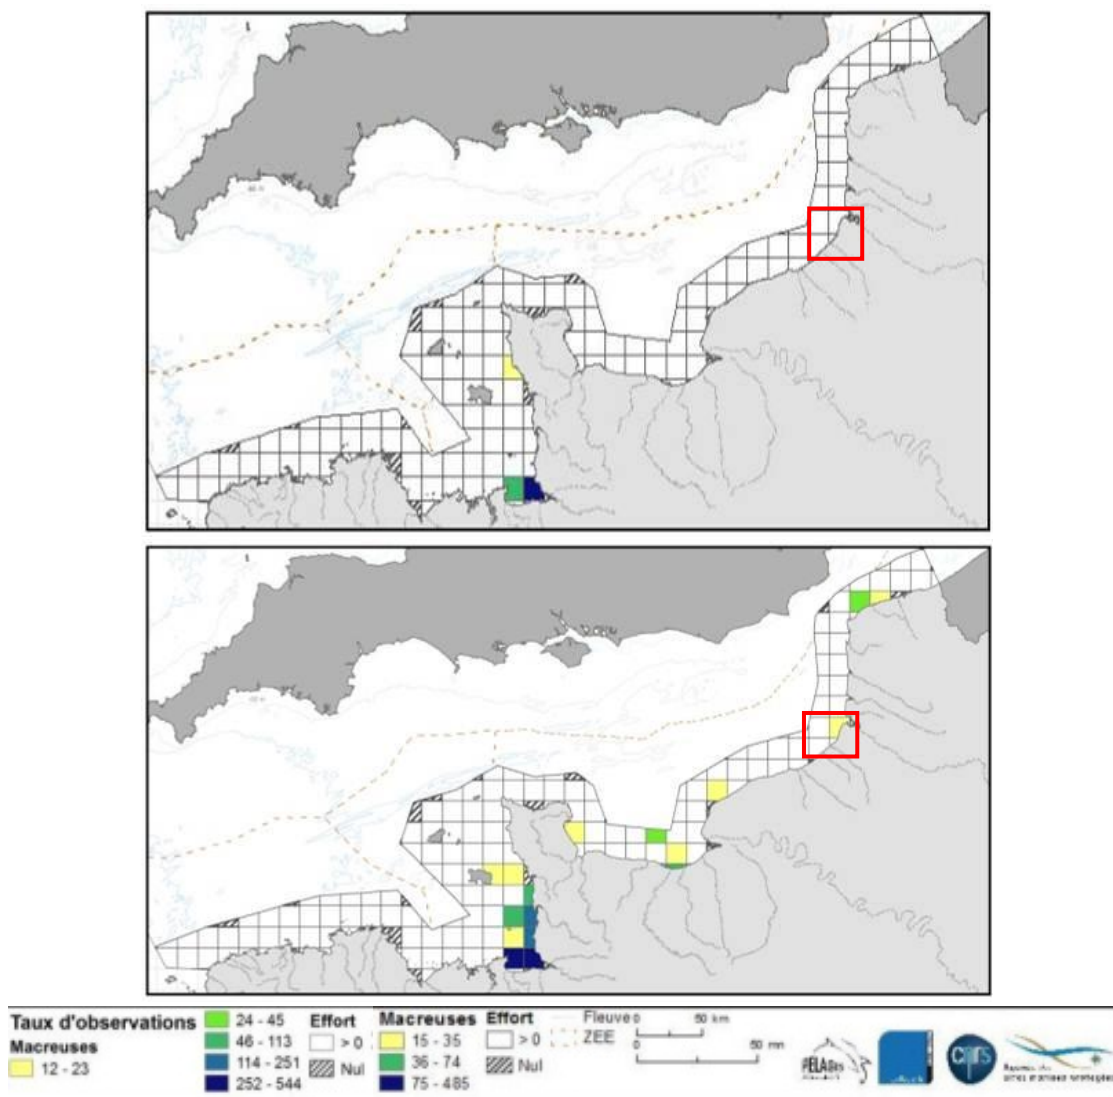 Taux d'observations
Macreuses
12 - 23
24 - 45
46 - 113
114 - 251
252 - 544
Effort
> 0
Nul
Macreuses
15 - 35
36 - 74
75 - 485
Effort
> 0
Nul
Fleuve
ZEE
0 50 km
0 50 mn
cnrs